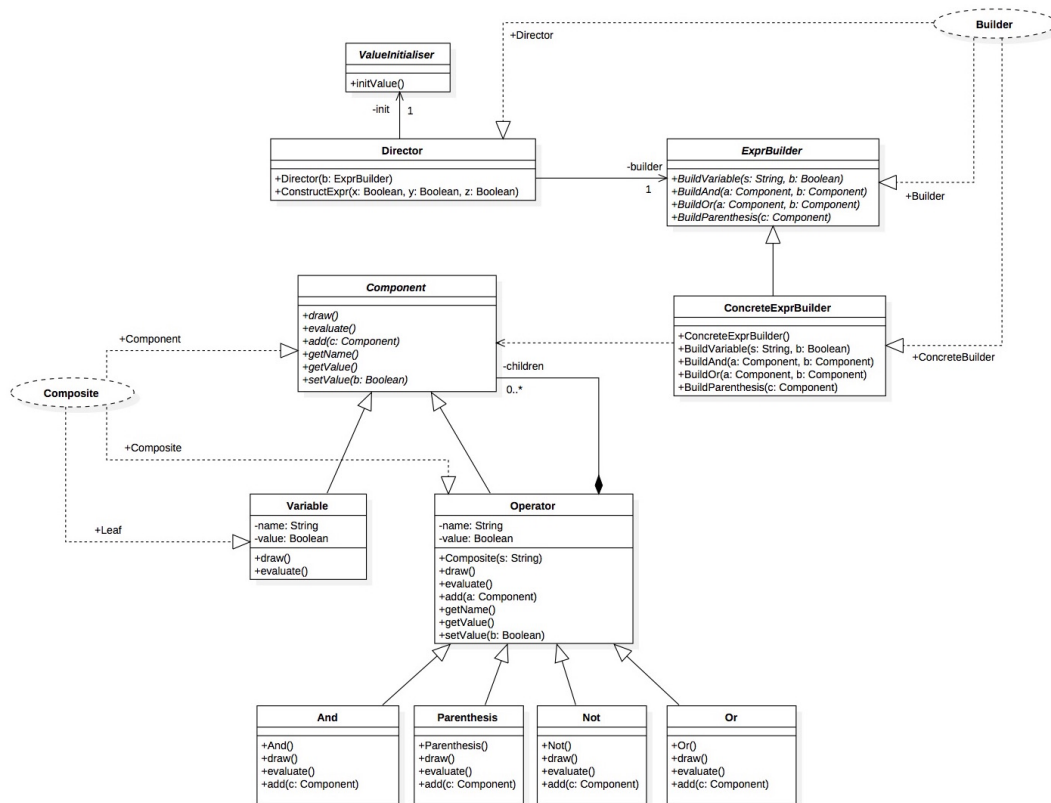 Builder
+Director
ValueInitialiser
+initValue()
-init
1
Director
+Director(b: ExprBuilder)
+ConstructExpr(x: Boolean, y: Boolean, z: Boolean)
-builder
1
ExprBuilder
+BuildVariable(s: String, b: Boolean)
+BuildAnd(a: Component, b: Component)
+BuildOr(a: Component, b: Component)
+BuildParenthesis(c: Component)
+Builder
Component
+draw()
+evaluate()
+add(c: Component)
+getName()
+getValue()
+setValue(b: Boolean)
ConcreteExprBuilder
+ConcreteExprBuilder()
+BuildVariable(s: String, b: Boolean)
+BuildAnd(a: Component, b: Component)
+BuildOr(a: Component, b: Component)
+BuildParenthesis(c: Component)
+ConcreteBuilder
+Component
-children
0..*
Composite
+Composite
+Leaf
Variable
-name: String
-value: Boolean
+draw()
+evaluate()
Operator
-name: String
-value: Boolean
+Composite(s: String)
+draw()
+evaluate()
+add(a: Component)
+getName()
+getValue()
+setValue(b: Boolean)
And
+And()
+draw()
+evaluate()
+add(c: Component)
Parenthesis
+Parenthesis()
+draw()
+evaluate()
+add(c: Component)
Not
+Not()
+draw()
+evaluate()
+add(c: Component)
Or
+Or()
+draw()
+evaluate()
+add(c: Component)